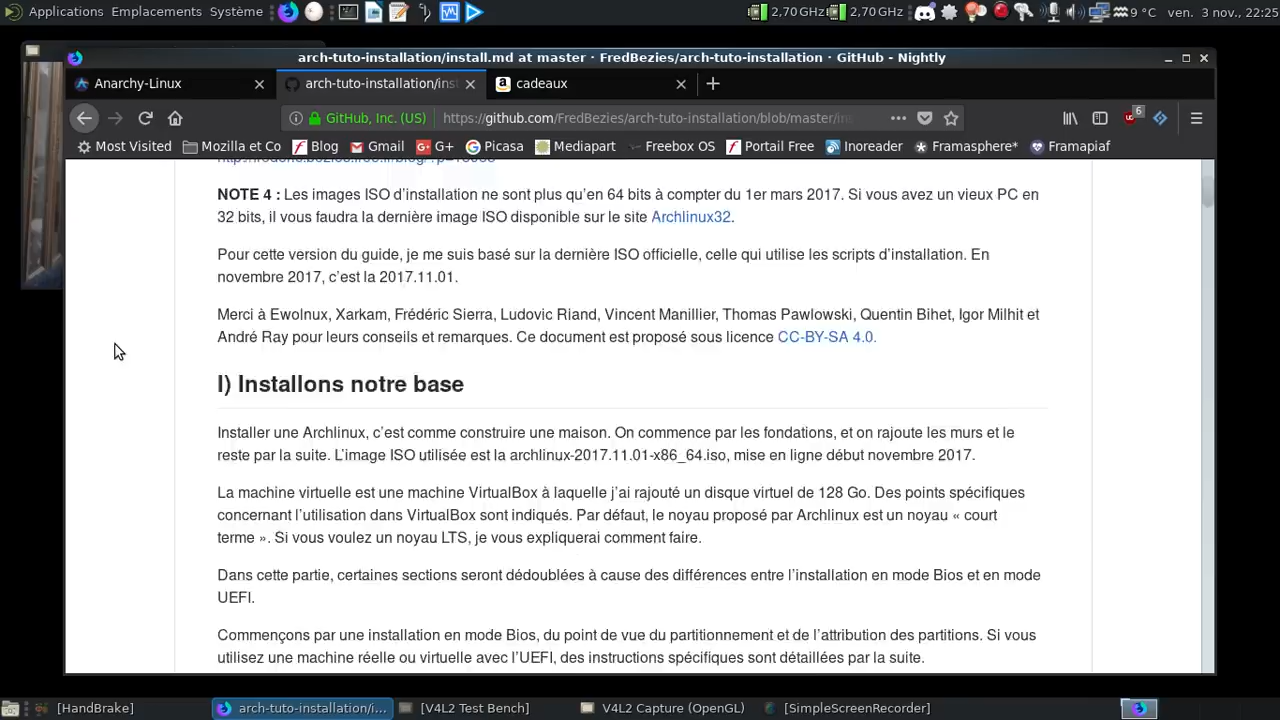 Applications Emplacements Système 2,70 GHz 2,70 GHz 9 °C ven. 3 nov., 22:25
arch-tuto-installation/install.md at master · FredBezies/arch-tuto-installation · GitHub - Nightly
Anarchy-Linux arch-tuto-installation/inst cadeaux
GitHub, Inc. (US) https://github.com/FredBezies/arch-tuto-installation/blob/master/in 6
Most Visited Mozilla et Co Blog Gmail G+ Picasa Mediapart Freebox OS Portail Free Inoreader Framasphere* Framapiaf
NOTE 4 : Les images ISO d’installation ne sont plus qu’en 64 bits à compter du 1er mars 2017. Si vous avez un vieux PC en
32 bits, il vous faudra la dernière image ISO disponible sur le site Archlinux32.
Pour cette version du guide, je me suis basé sur la dernière ISO officielle, celle qui utilise les scripts d’installation. En
novembre 2017, c’est la 2017.11.01.
Merci à Ewolnux, Xarkam, Frédéric Sierra, Ludovic Riand, Vincent Manillier, Thomas Pawlowski, Quentin Bihet, Igor Milhit et
André Ray pour leurs conseils et remarques. Ce document est proposé sous licence CC-BY-SA 4.0.
I) Installons notre base
Installer une Archlinux, c’est comme construire une maison. On commence par les fondations, et on rajoute les murs et le
reste par la suite. L’image ISO utilisée est la archlinux-2017.11.01-x86_64.iso, mise en ligne début novembre 2017.
La machine virtuelle est une machine VirtualBox à laquelle j’ai rajouté un disque virtuel de 128 Go. Des points spécifiques
concernant l’utilisation dans VirtualBox sont indiqués. Par défaut, le noyau proposé par Archlinux est un noyau « court
terme ». Si vous voulez un noyau LTS, je vous expliquerai comment faire.
Dans cette partie, certaines sections seront dédoublées à cause des différences entre l’installation en mode Bios et en mode
UEFI.
Commençons par une installation en mode Bios, du point de vue du partitionnement et de l’attribution des partitions. Si vous
utilisez une machine réelle ou virtuelle avec l’UEFI, des instructions spécifiques sont détaillées par la suite.
[HandBrake] arch-tuto-installation/i... [V4L2 Test Bench] V4L2 Capture (OpenGL) [SimpleScreenRecorder]